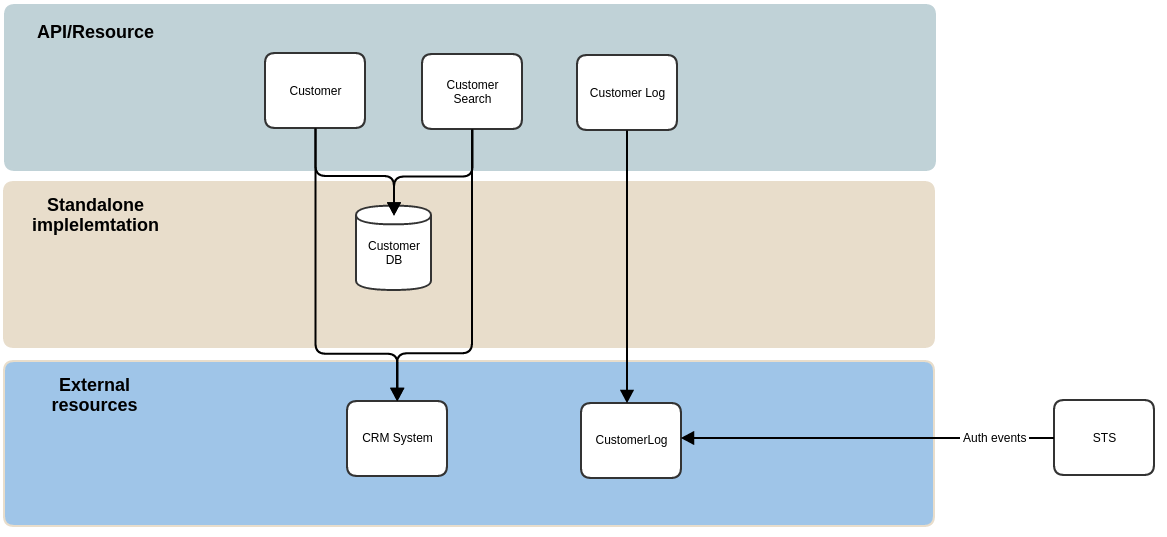 API/Resource
Customer
Customer
Search
Customer Log
Standalone
implelemtation
Customer
DB
External
resources
CRM System
CustomerLog
Auth events
STS